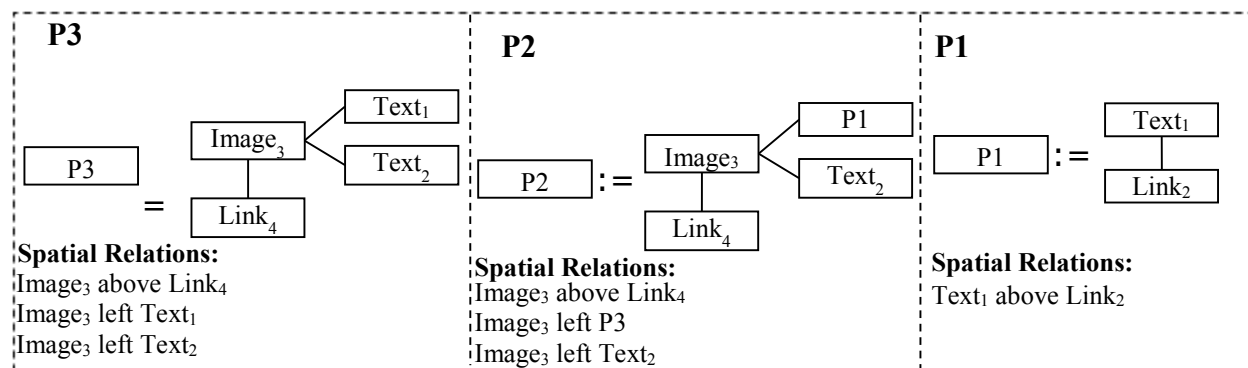 P3
Text₁
Image₃
P3
Text₂
=
Link₄
Spatial Relations:
Image₃ above Link₄
Image₃ left Text₁
Image₃ left Text₂
P2
P1
Image₃
P2 :=
Text₂
Link₄
Spatial Relations:
Image₃ above Link₄
Image₃ left P3
Image₃ left Text₂
P1
Text₁
P1 :=
Link₂
Spatial Relations:
Text₁ above Link₂